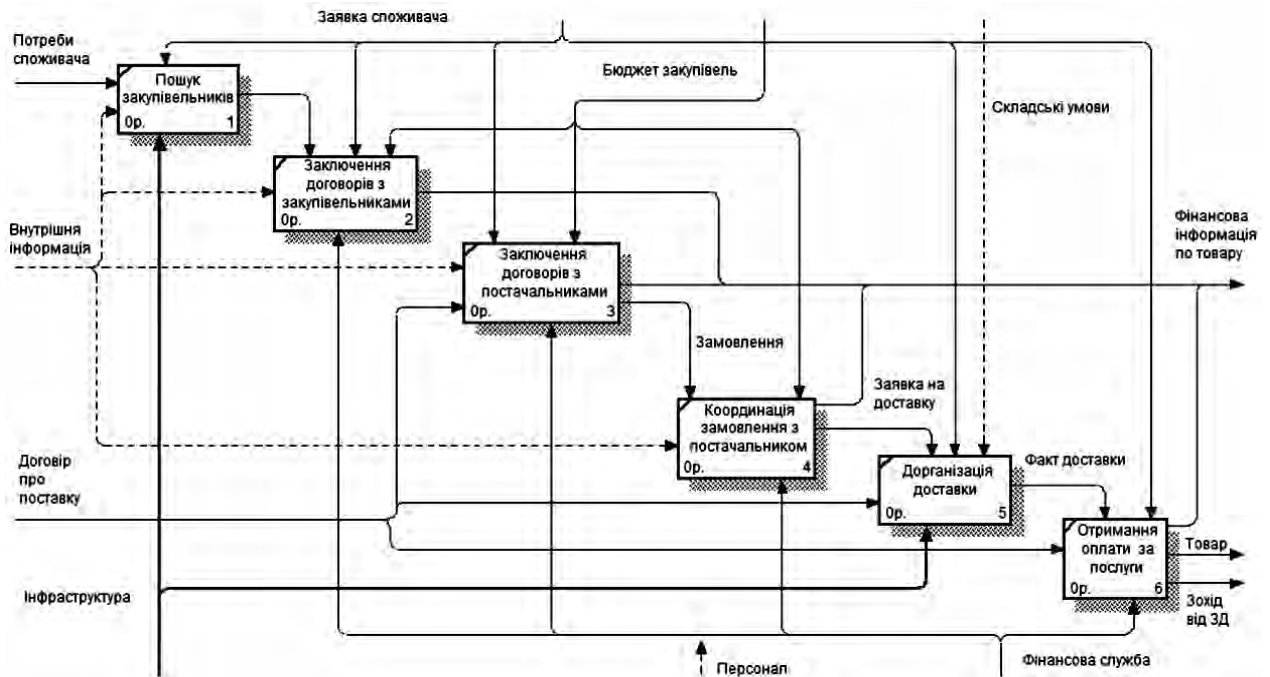 Заявка споживача
Потреби
споживача
Бюджет закупівель
Складські умови
Пошук
закупівельників
0р. 1
Заключення
договорів з
закупівельниками
0р. 2
Внутрішня
інформація
Фінансова
інформація
по товару
Заключення
договорів з
постачальниками
0р. 3
Замовлення
Заявка на
доставку
Координація
замовлення з
постачальником
0р. 4
Договір
про
поставку
Факт доставки
Дорганізація
доставки
0р. 5
Отримання
оплати за
послуги
0р. 6
Товар
Зохід
від ЗД
Інфраструктура
Персонал
Фінансова служба